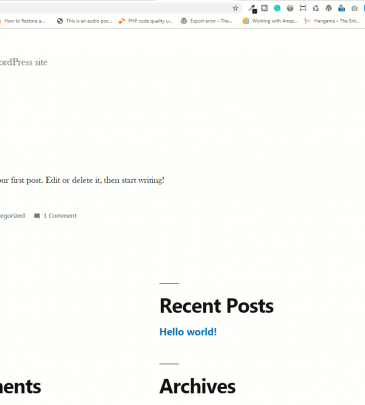 How to Restore a...
This is an audio pos...
PHP code quality u...
Export error – The...
Working with Amaz...
Hangama – The Enl...
ordPress site
ur first post. Edit or delete it, then start writing!
egorized
1 Comment
Recent Posts
Hello world!
ments
Archives